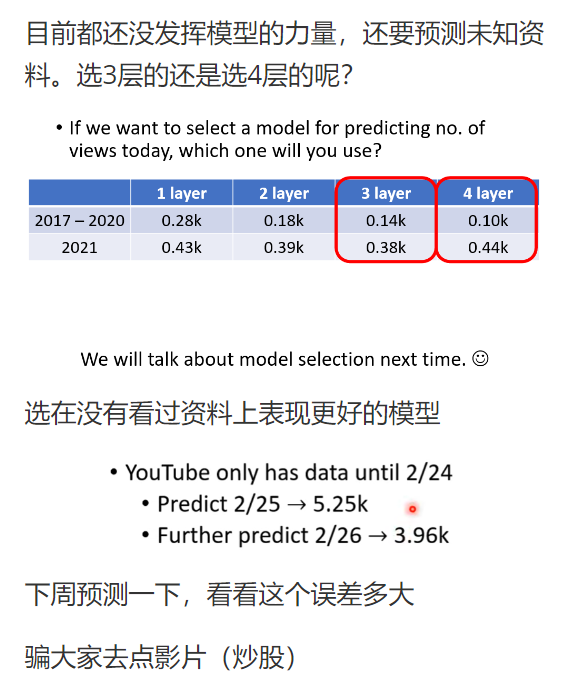 目前都还没发挥模型的力量，还要预测未知资
料。选3层的还是选4层的呢？
• If we want to select a model for predicting no. of
views today, which one will you use?
1 layer 2 layer 3 layer 4 layer
2017 – 2020 0.28k 0.18k 0.14k 0.10k
2021 0.43k 0.39k 0.38k 0.44k
We will talk about model selection next time. ☺
选在没有看过资料上表现更好的模型
• YouTube only has data until 2/24
• Predict 2/25 → 5.25k
• Further predict 2/26 → 3.96k
下周预测一下，看看这个误差多大
骗大家去点影片（炒股）